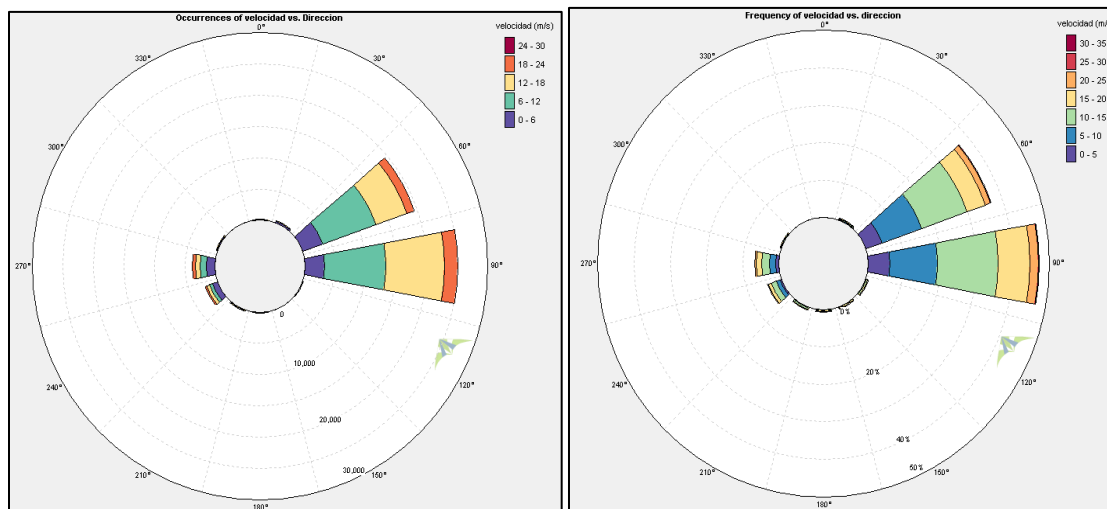 Occurrences of velocidad vs. Direccion
0°
velocidad (m/s)
24 - 30
18 - 24
12 - 18
6 - 12
0 - 6
330°
30°
300°
60°
270°
90°
240°
120°
210°
150°
180°
0
10,000
20,000
30,000
Frequency of velocidad vs. direccion
0°
velocidad (m/
30 - 35
25 - 30
20 - 25
15 - 20
10 - 15
5 - 10
0 - 5
330°
30°
300°
60°
270°
90°
240°
120°
210°
150°
180°
0%
20%
40%
60%